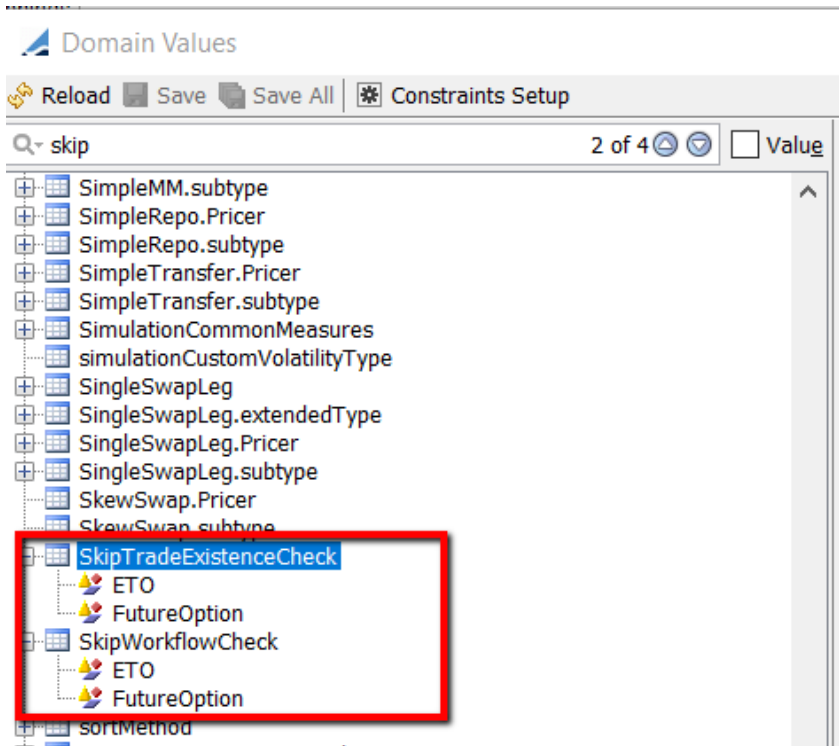 Domain Values
Reload Save Save All Constraints Setup
skip 2 of 4 Value
SimpleMM.subtype
SimpleRepo.Pricer
SimpleRepo.subtype
SimpleTransfer.Pricer
SimpleTransfer.subtype
SimulationCommonMeasures
simulationCustomVolatilityType
SingleSwapLeg
SingleSwapLeg.extendedType
SingleSwapLeg.Pricer
SingleSwapLeg.subtype
SkewSwap.Pricer
SkewSwap.subtype
SkipTradeExistenceCheck
ETO
FutureOption
SkipWorkflowCheck
ETO
FutureOption
sortMethod